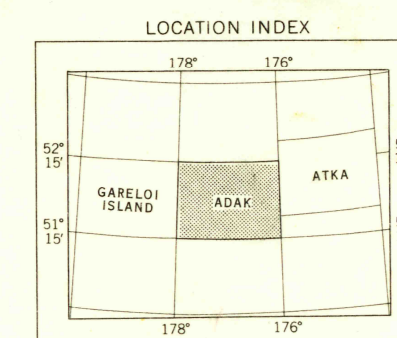 LOCATION INDEX
178° 176°
52°
15'
GARELOI
ISLAND
ADAK
ATKA
51°
15'
178° 176°